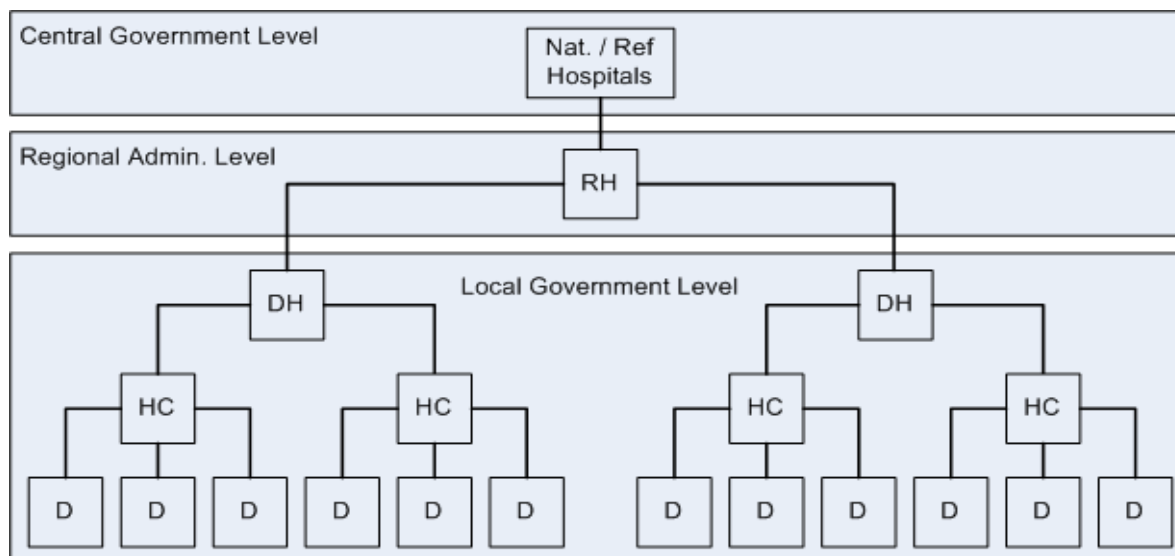 Central Government Level
Nat. / Ref
Hospitals
Regional Admin. Level
RH
Local Government Level
DH
DH
HC
HC
HC
HC
D
D
D
D
D
D
D
D
D
D
D
D